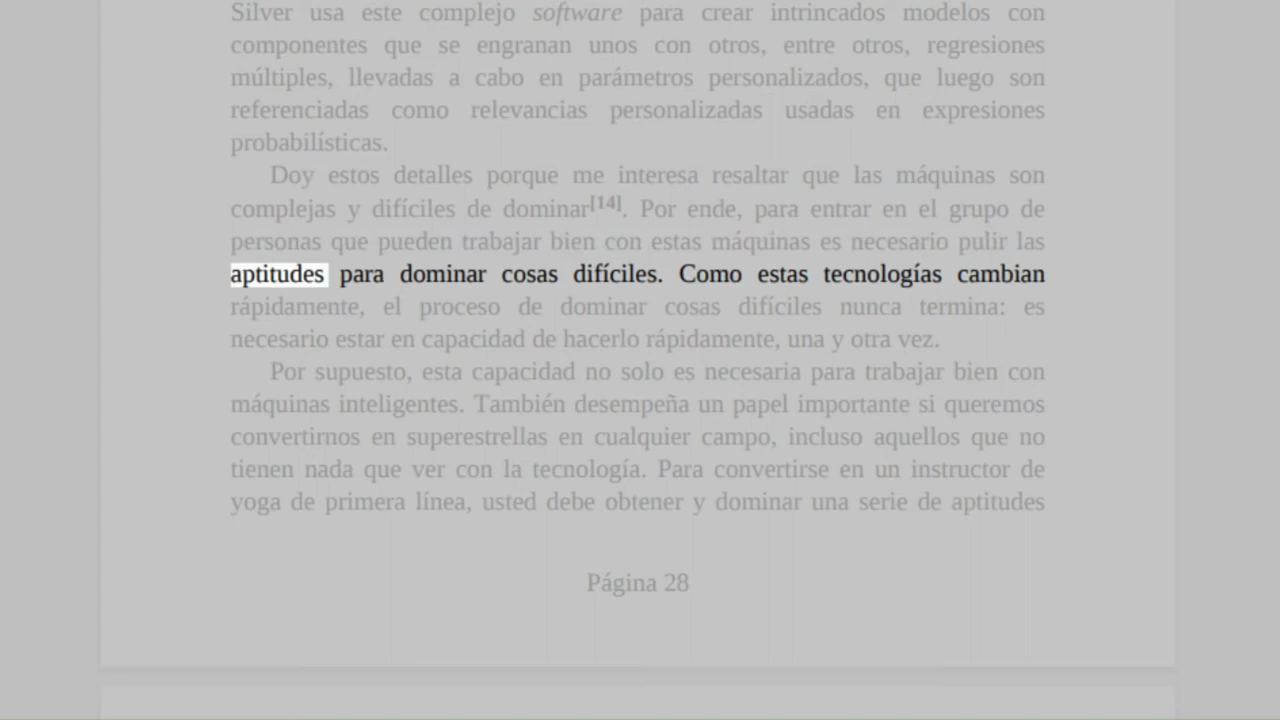 Silver usa este complejo software para crear intrincados modelos con
componentes que se engranan unos con otros, entre otros, regresiones
múltiples, llevadas a cabo en parámetros personalizados, que luego son
referenciadas como relevancias personalizadas usadas en expresiones
probabilísticas.
Doy estos detalles porque me interesa resaltar que las máquinas son
complejas y difíciles de dominar[14]. Por ende, para entrar en el grupo de
personas que pueden trabajar bien con estas máquinas es necesario pulir las
aptitudes para dominar cosas difíciles. Como estas tecnologías cambian
rápidamente, el proceso de dominar cosas difíciles nunca termina: es
necesario estar en capacidad de hacerlo rápidamente, una y otra vez.
Por supuesto, esta capacidad no solo es necesaria para trabajar bien con
máquinas inteligentes. También desempeña un papel importante si queremos
convertirnos en superestrellas en cualquier campo, incluso aquellos que no
tienen nada que ver con la tecnología. Para convertirse en un instructor de
yoga de primera línea, usted debe obtener y dominar una serie de aptitudes
Página 28